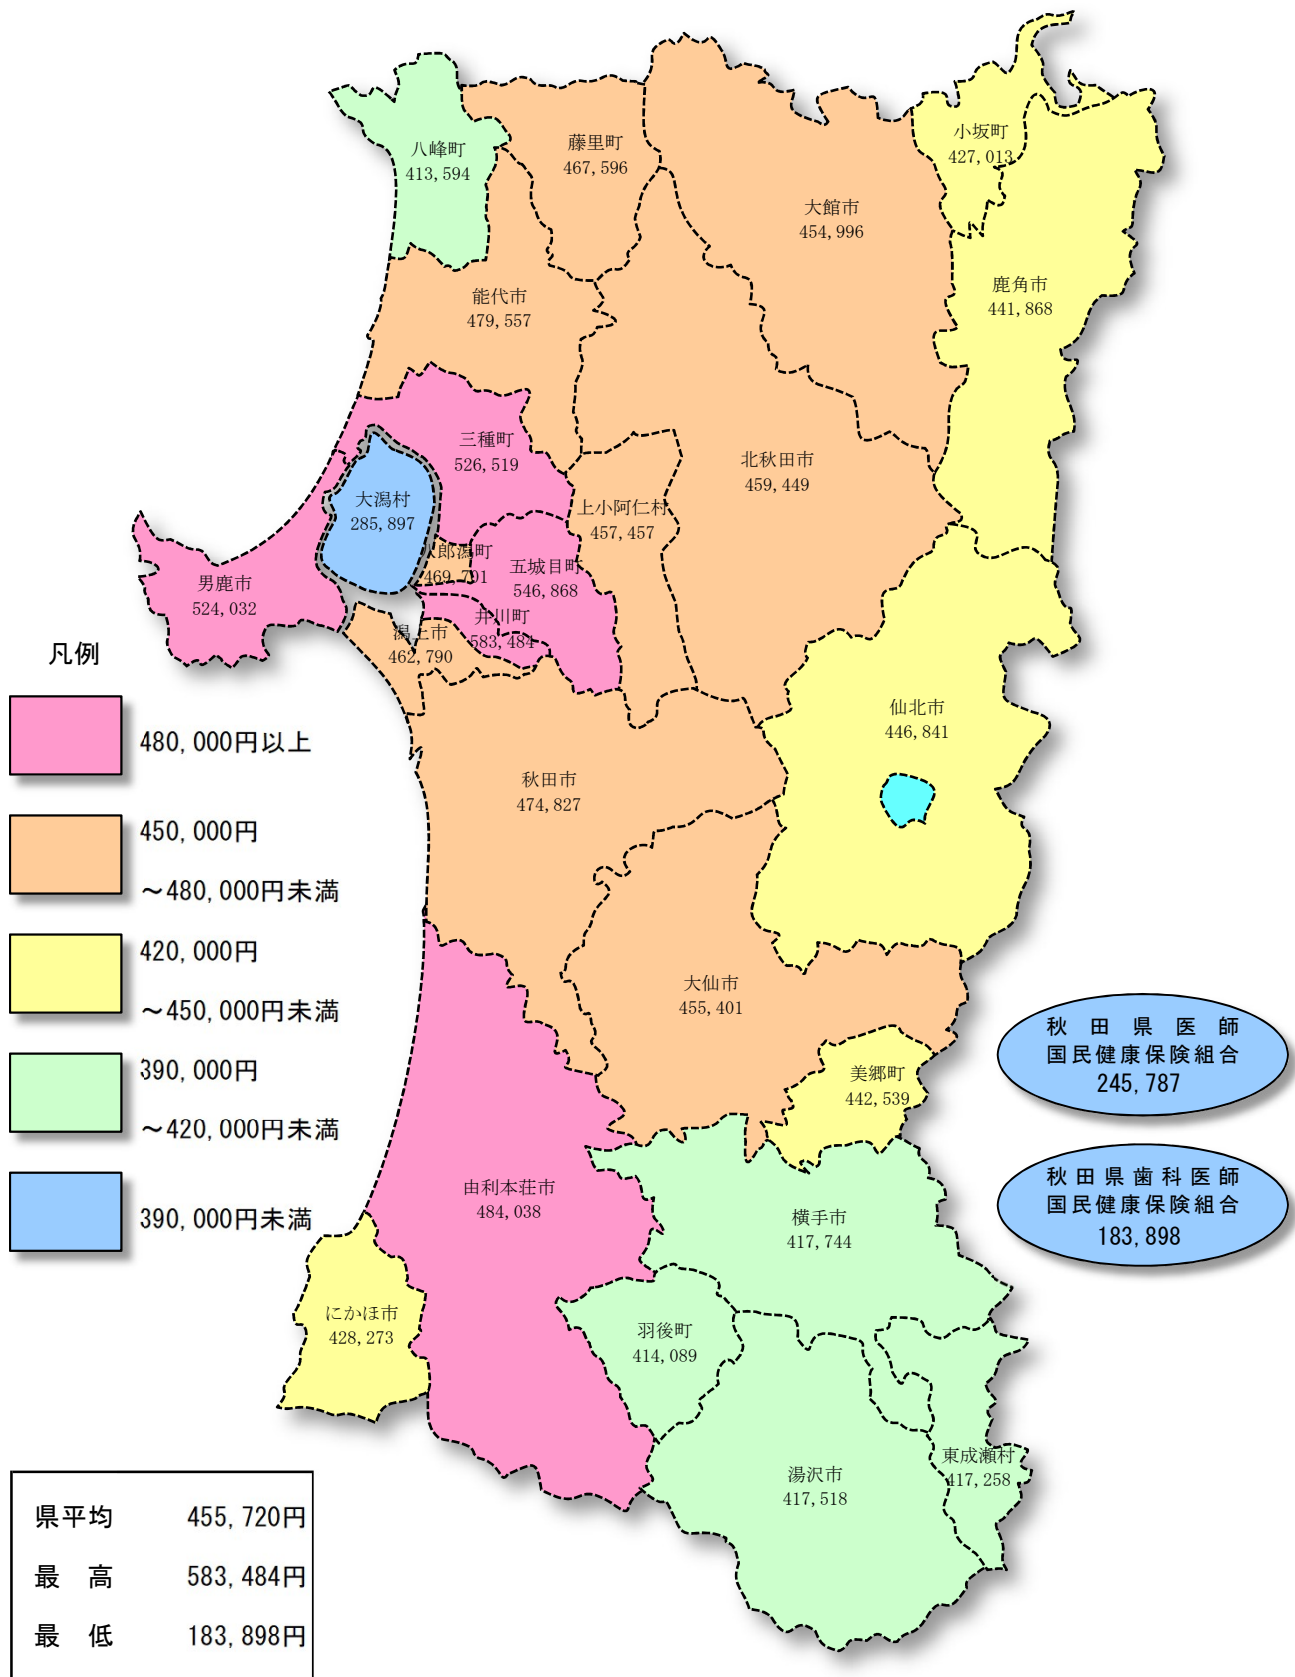 八峰町
413,594
藤里町
467,596
小坂町
427,013
大館市
454,996
鹿角市
441,868
能代市
479,557
三種町
526,519
北秋田市
459,449
大潟村
285,897
上小阿仁村
457,457
八郎潟町
469,791
五城目町
546,868
男鹿市
524,032
井川町
583,484
潟上市
462,790
仙北市
446,841
秋田市
474,827
大仙市
455,401
美郷町
442,539
由利本荘市
484,038
横手市
417,744
にかほ市
428,273
羽後町
414,089
湯沢市
417,518
東成瀬村
417,258
凡例
480,000円以上
450,000円
～480,000円未満
420,000円
～450,000円未満
390,000円
～420,000円未満
390,000円未満
秋田県医師
国民健康保険組合
245,787
秋田県歯科医師
国民健康保険組合
183,898
県平均 455,720円
最 高 583,484円
最 低 183,898円